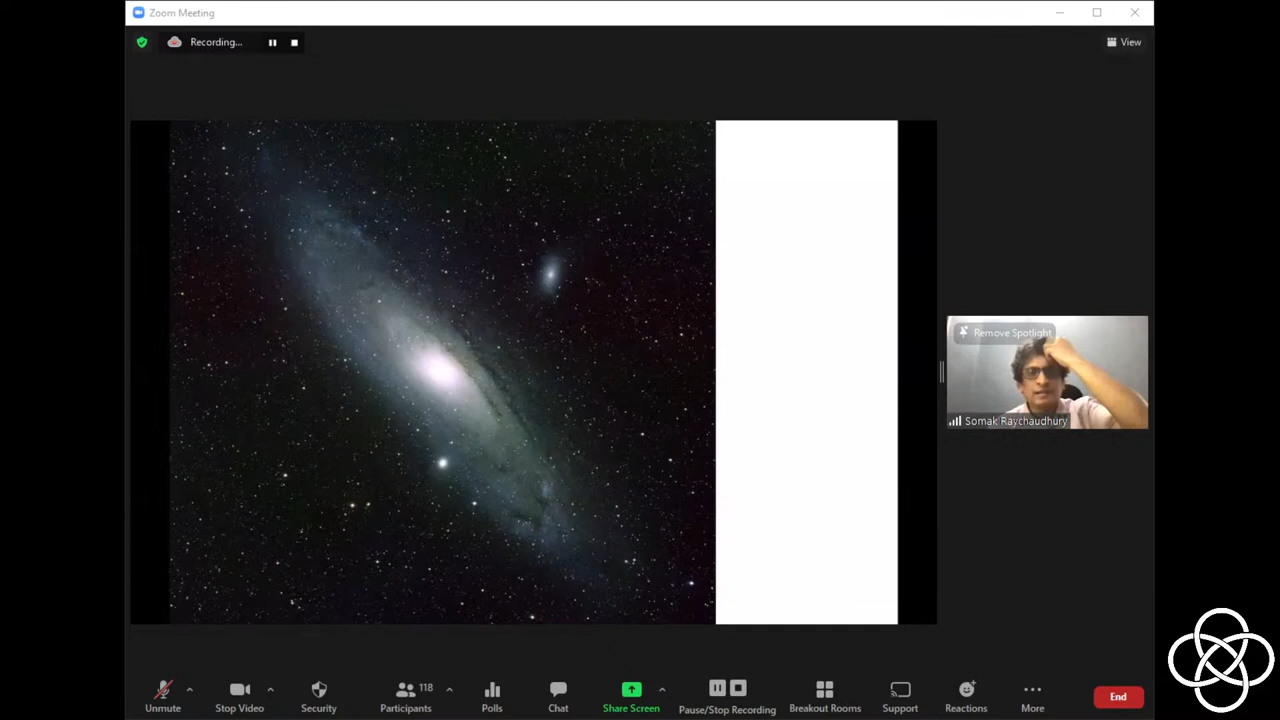 Zoom Meeting
Recording...
View
Remove Spotlight
Somak Raychaudhury
118
Unmute
Stop Video
Security
Participants
Polls
Chat
Share Screen
Pause/Stop Recording
Breakout Rooms
Support
Reactions
More
End